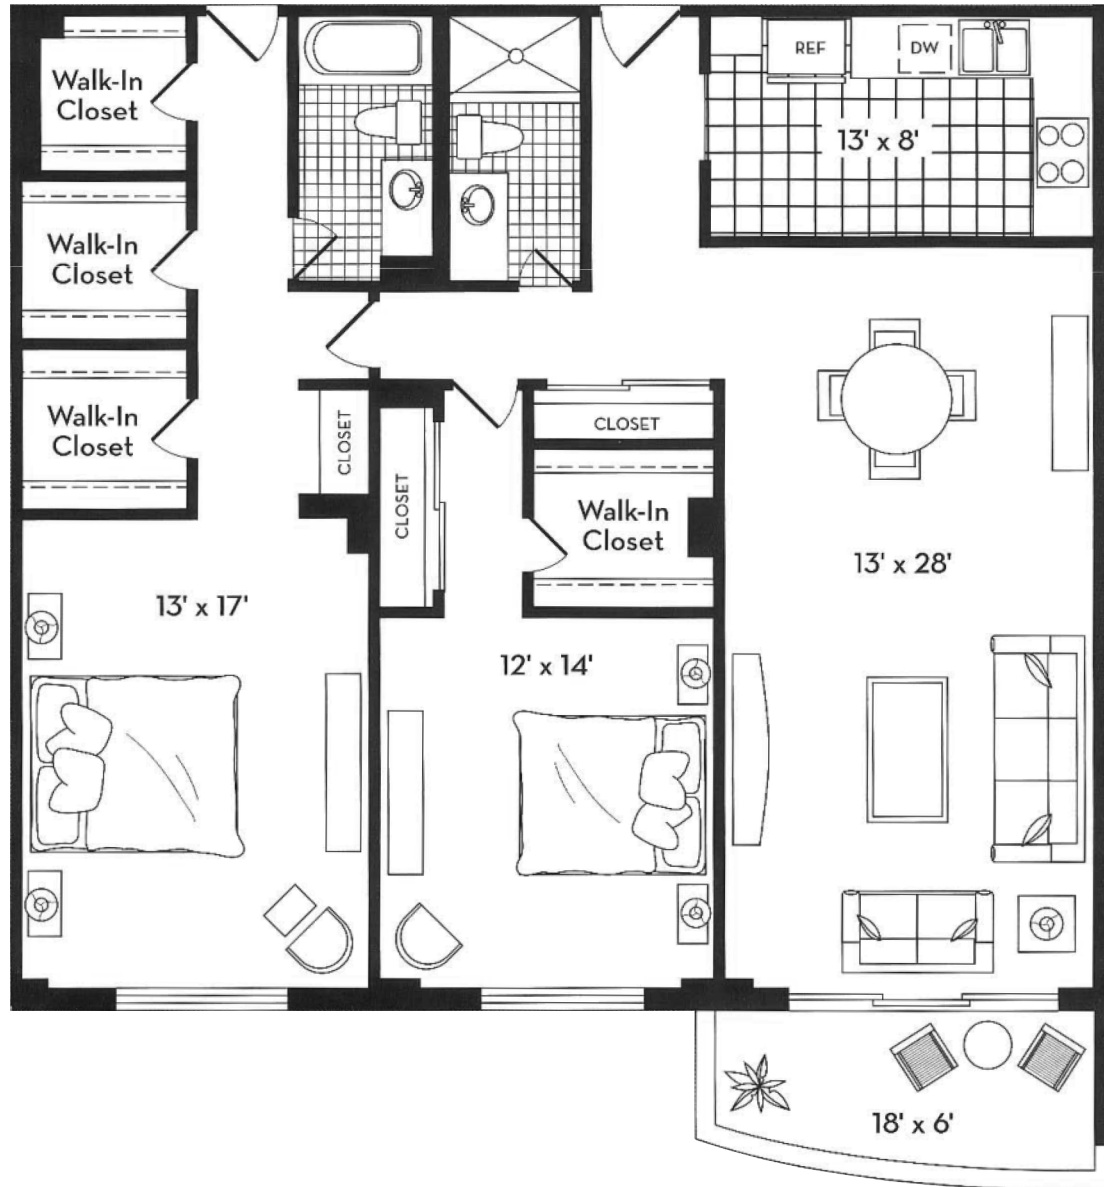 REF
DW
13' x 8'
Walk-In
Closet
Walk-In
Closet
Walk-In
Closet
CLOSET
CLOSET
CLOSET
Walk-In
Closet
13' x 28'
13' x 17'
12' x 14'
18' x 6'